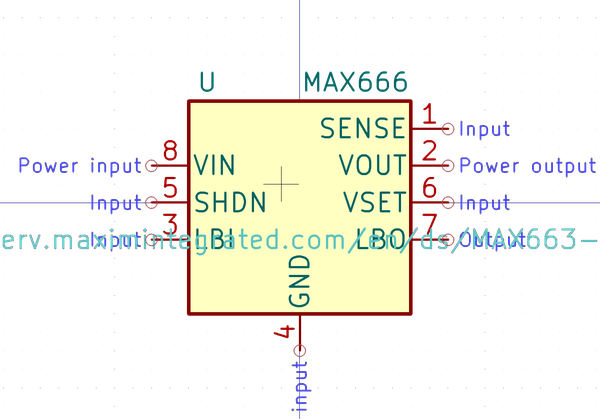 U MAX666
SENSE 1 Input
Power input 8 VIN VOUT 2 Power output
Input 5 SHDN VSET 6 Input
Input 3 LBI LBO 7 Output
erv.maximintegrated.com/en/ds/MAX663-
GND
4
input